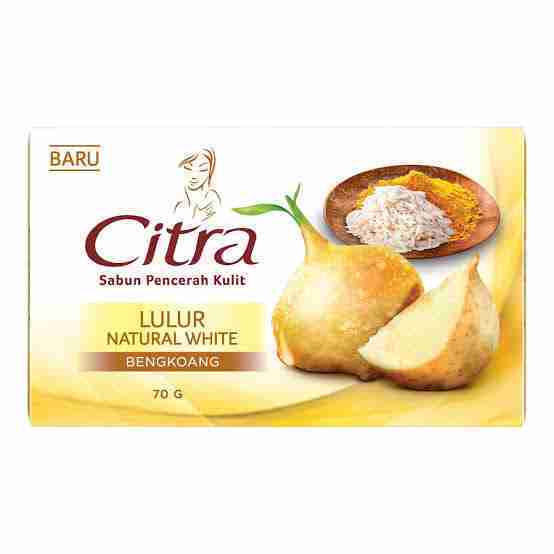 BARU
Citra
Sabun Pencerah Kulit
LULUR
NATURAL WHITE
BENGKOANG
70 G